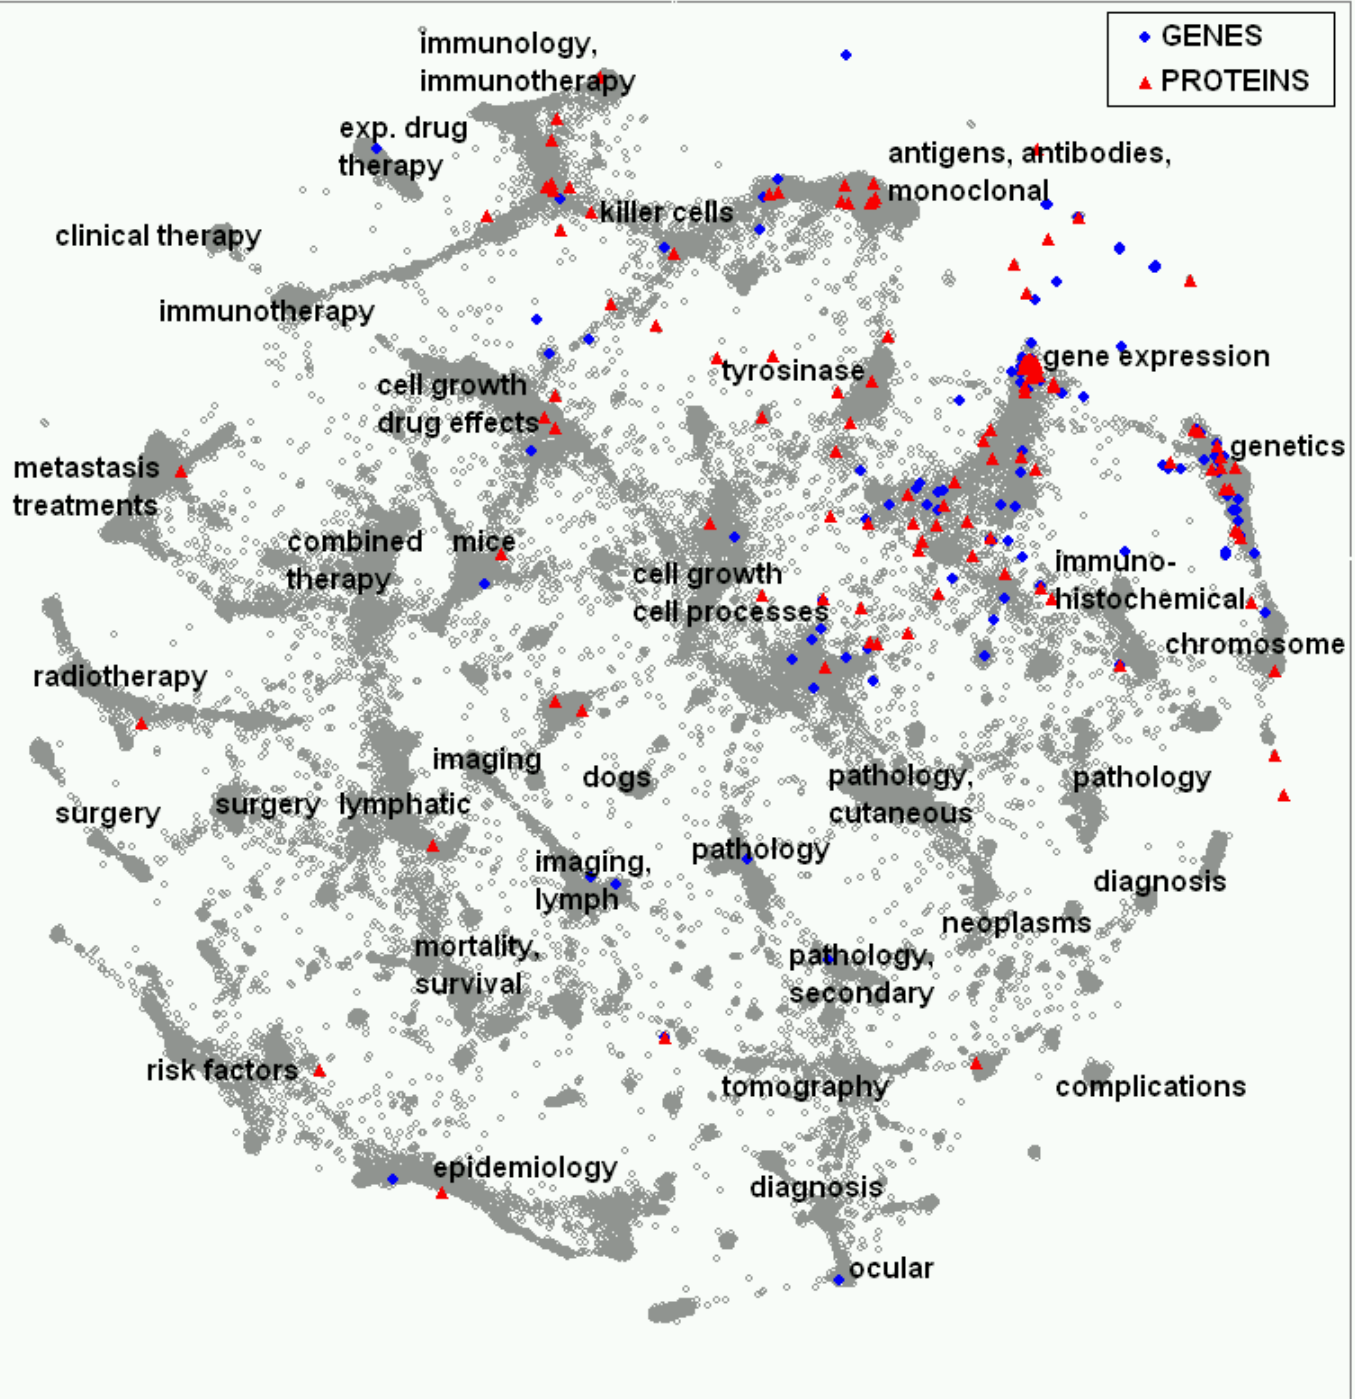 GENES
PROTEINS
immunology,
immunotherapy
exp. drug
therapy
antigens, antibodies,
monoclonal
killer cells
clinical therapy
immunotherapy
gene expression
tyrosinase
cell growth
drug effects
genetics
metastasis
treatments
combined
therapy
mice
cell growth
cell processes
immuno-
histochemical
chromosome
radiotherapy
imaging
dogs
pathology,
cutaneous
pathology
surgery
surgery
lymphatic
pathology
imaging,
lymph
diagnosis
neoplasms
mortality,
survival
pathology,
secondary
risk factors
tomography
complications
epidemiology
diagnosis
ocular